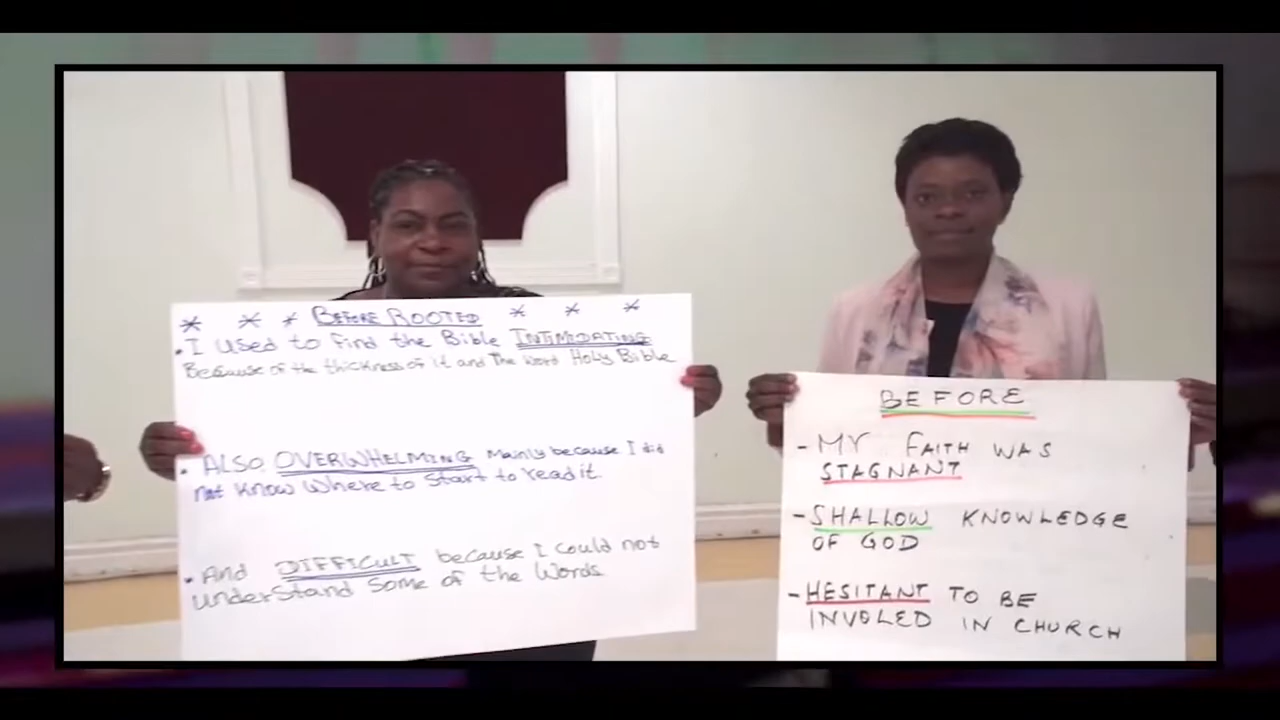 * * * BEFORE ROOTED * * *
• I used to find the Bible INTIMIDATING
Because of the thickness of it and The word Holy Bible
• ALSO OVERWHELMING Mainly because I did
not know where to start to read it.
• And DIFFICULT because I could not
understand some of the words.
BEFORE
- MY FAITH WAS
STAGNANT
- SHALLOW KNOWLEDGE
OF GOD
- HESITANT TO BE
INVOLED IN CHURCH